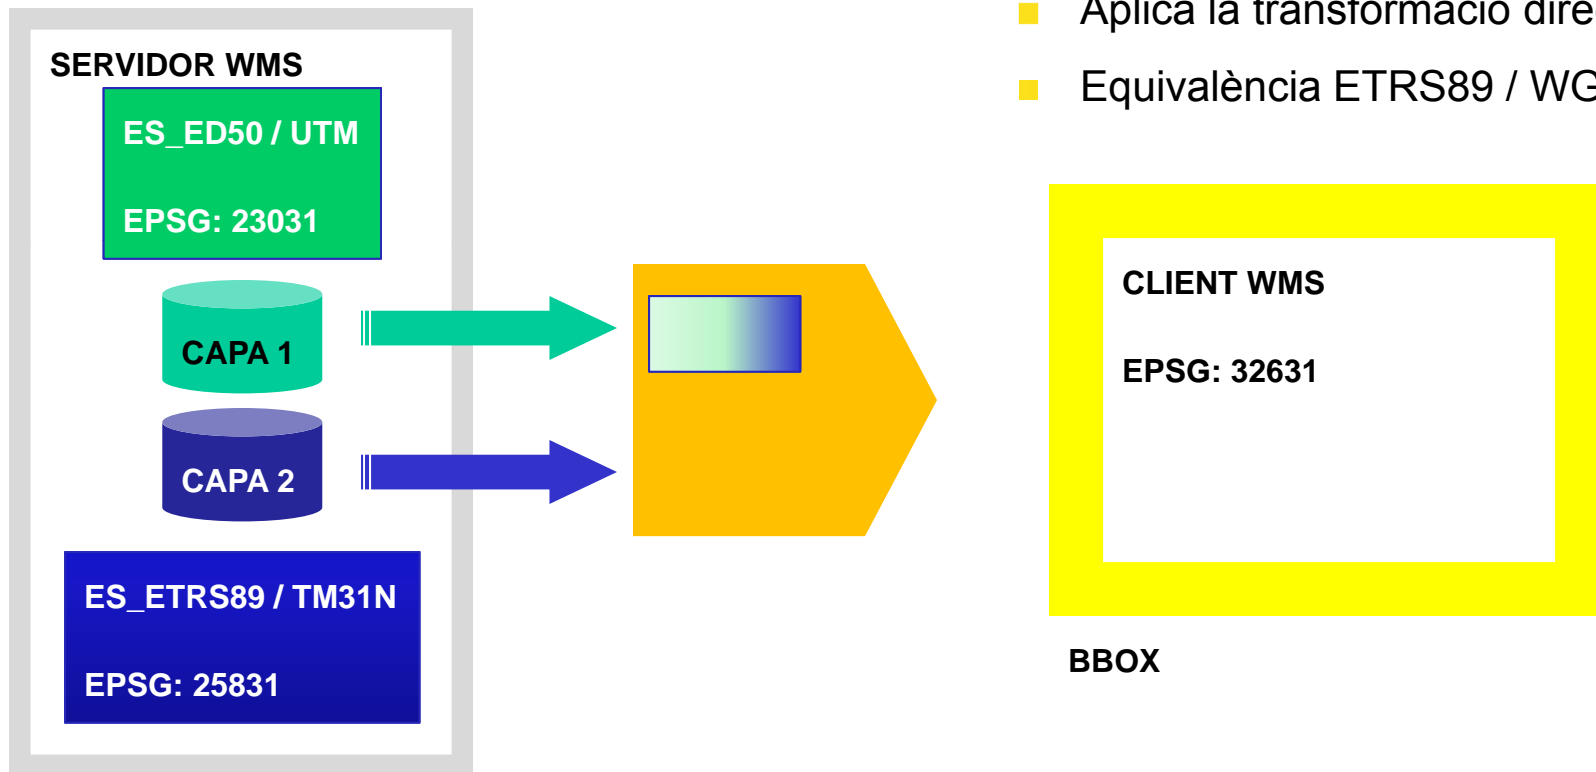 Aplica la transformació
Equivalència ETRS89 /
SERVIDOR WMS
ES_ED50 / UTM
EPSG: 23031
CAPA 1
CAPA 2
ES_ETRS89 / TM31N
EPSG: 25831
CLIENT WMS
EPSG: 32631
BBOX